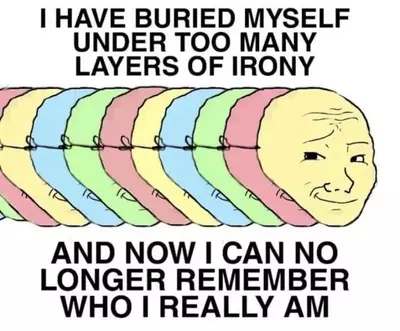 I HAVE BURIED MYSELF
UNDER TOO MANY
LAYERS OF IRONY
AND NOW I CAN NO
LONGER REMEMBER
WHO I REALLY AM